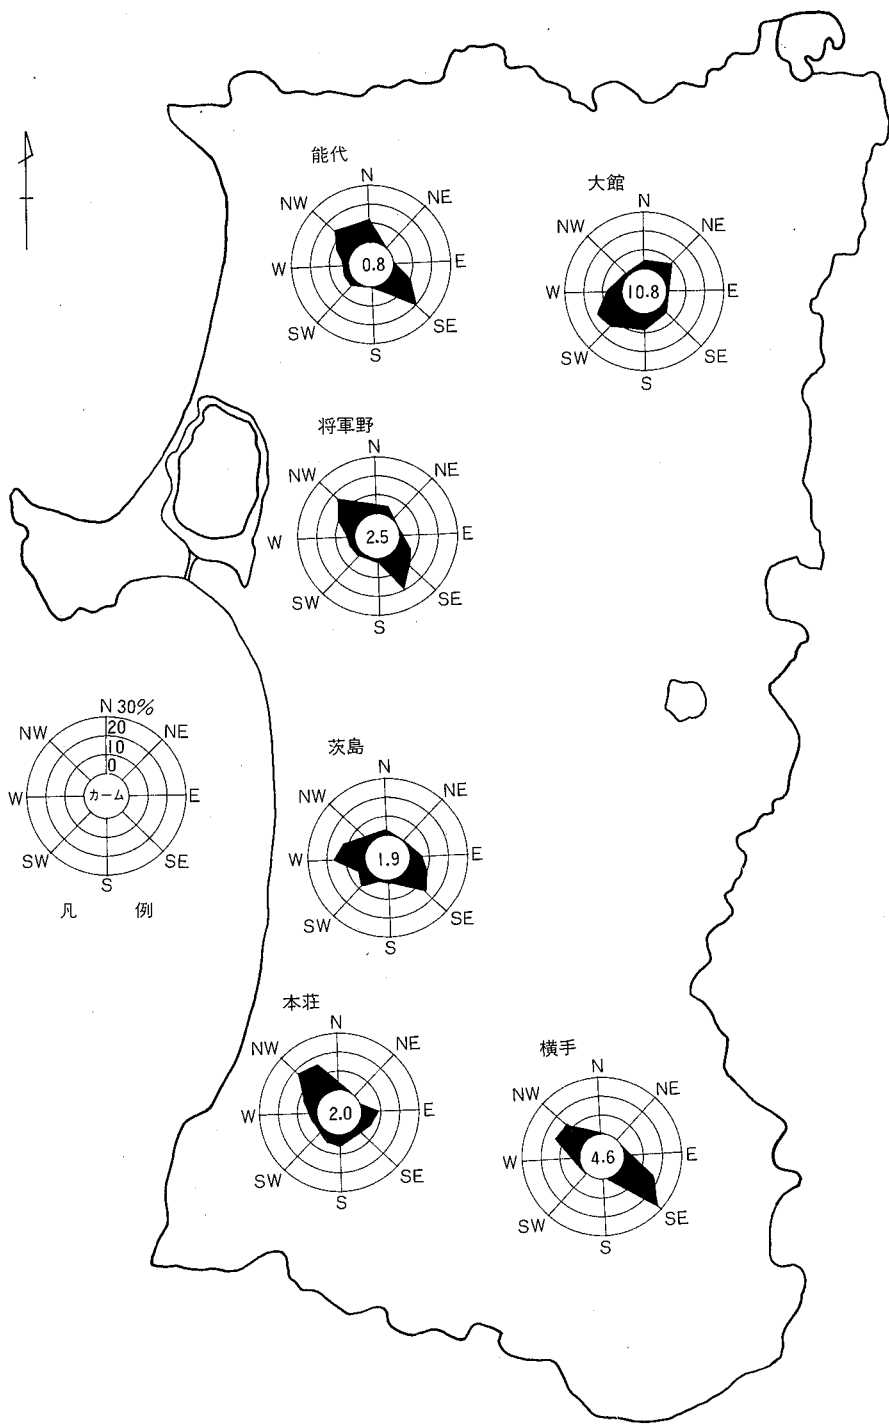 能代
N
NW
NE
W
0.8
E
SW
SE
S
大館
N
NW
NE
W
10.8
E
SW
SE
S
将軍野
N
NW
NE
W
2.5
E
SW
SE
S
N 30%
20
10
0
NW
NE
W
カーム
E
SW
SE
S
凡 例
茨島
N
NW
NE
W
1.9
E
SW
SE
S
本荘
N
NW
NE
W
2.0
E
SW
SE
S
横手
N
NW
NE
W
4.6
E
SW
SE
S